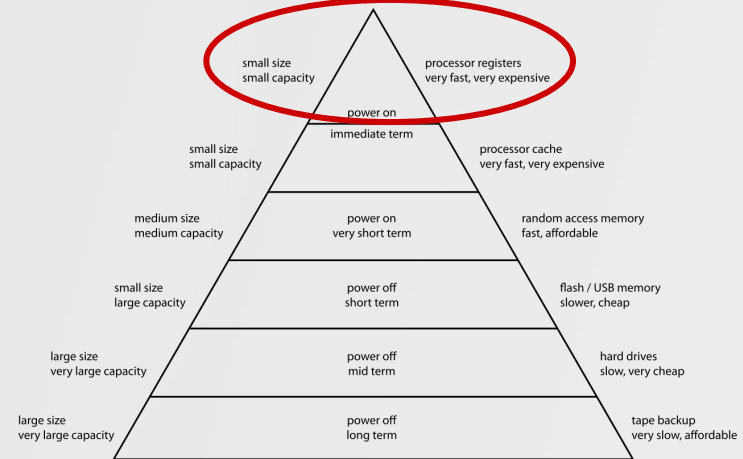 small size
small capacity
processor registers
very fast, very expensive
power on
immediate term
small size
small capacity
processor cache
very fast, very expensive
medium size
medium capacity
power on
very short term
random access memory
fast, affordable
small size
large capacity
power off
short term
flash / USB memory
slower, cheap
large size
very large capacity
power off
mid term
hard drives
slow, very cheap
large size
very large capacity
power off
long term
tape backup
very slow, affordable